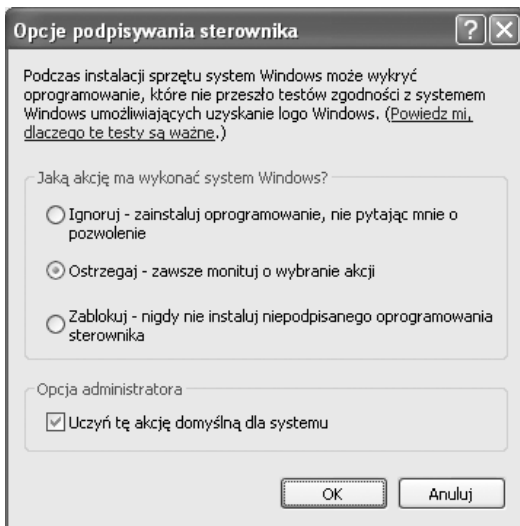 Opcje podpisywania sterownika
Podczas instalacji sprzętu system Windows może wykryć
oprogramowanie, które nie przeszło testów zgodności z systemem
Windows umożliwiających uzyskanie logo Windows. (Powiedz mi,
dlaczego te testy są ważne.)
Jaką akcję ma wykonać system Windows?
Ignoruj - zainstaluj oprogramowanie, nie pytając mnie o
pozwolenie
Ostrzegaj - zawsze monituj o wybranie akcji
Zablokuj - nigdy nie instaluj niepodpisanego oprogramowania
sterownika
Opcja administratora
Uczyń tę akcję domyślną dla systemu
OK Anuluj